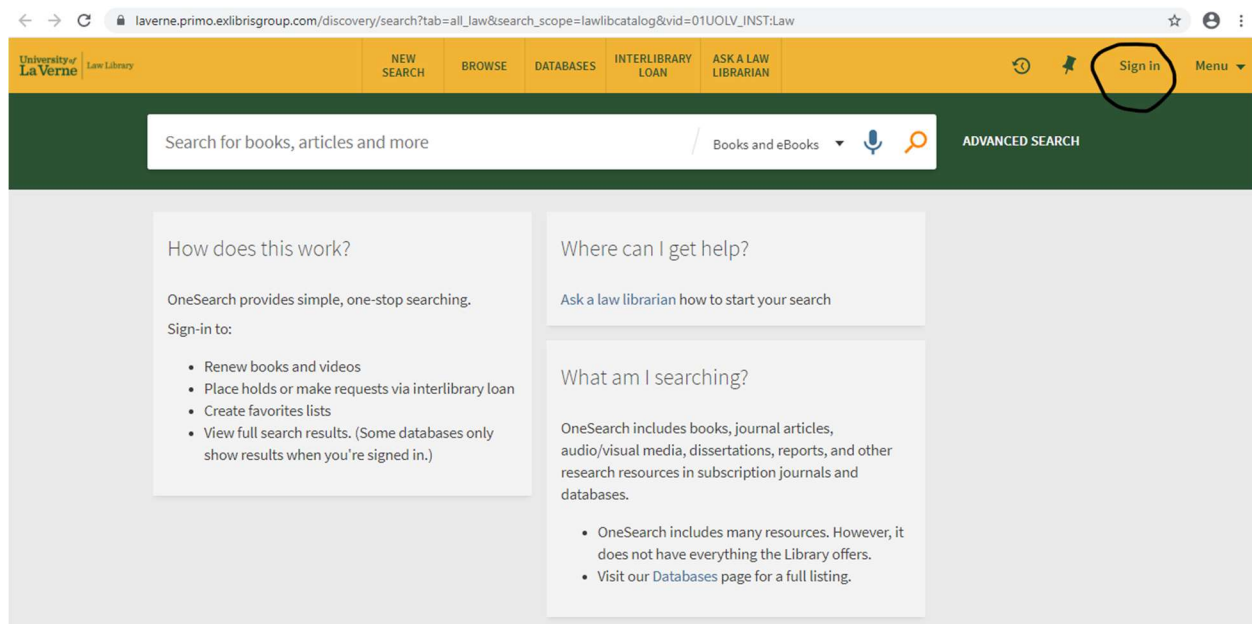 laverne.primo.exlibrisgroup.com/discovery/search?tab=all_law&search_scope=lawlibcatalog&vid=01UOLV_INST:Law
University of
La Verne
Law Library
NEW
SEARCH
BROWSE
DATABASES
INTERLIBRARY
LOAN
ASK A LAW
LIBRARIAN
Sign in
Menu
Search for books, articles and more
Books and eBooks
ADVANCED SEARCH
How does this work?
OneSearch provides simple, one-stop searching.
Sign-in to:
• Renew books and videos
• Place holds or make requests via interlibrary loan
• Create favorites lists
• View full search results. (Some databases only
show results when you're signed in.)
Where can I get help?
Ask a law librarian how to start your search
What am I searching?
OneSearch includes books, journal articles,
audio/visual media, dissertations, reports, and other
research resources in subscription journals and
databases.
• OneSearch includes many resources. However, it
does not have everything the Library offers.
• Visit our Databases page for a full listing.